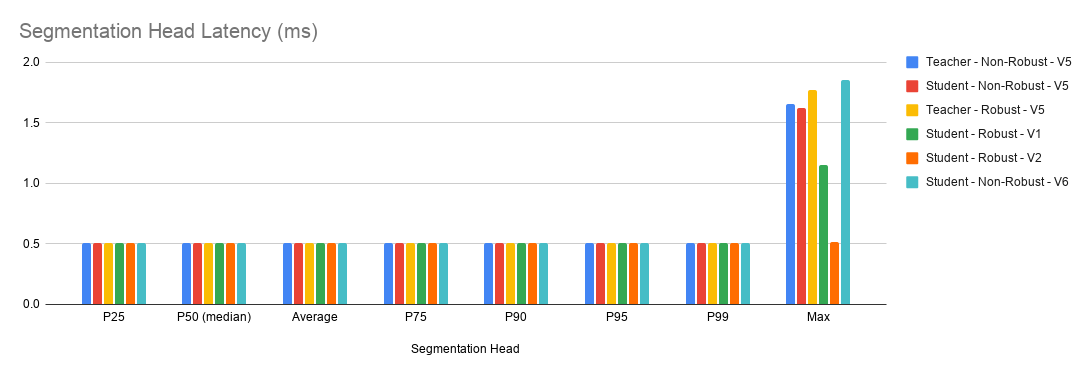 Segmentation Head Latency (ms)
2.0
1.5
1.0
0.5
0.0
P25
P50 (median)
Average
P75
P90
P95
P99
Max
Segmentation Head
Teacher - Non-Robust - V5
Student - Non-Robust - V5
Teacher - Robust - V5
Student - Robust - V1
Student - Robust - V2
Student - Non-Robust - V6